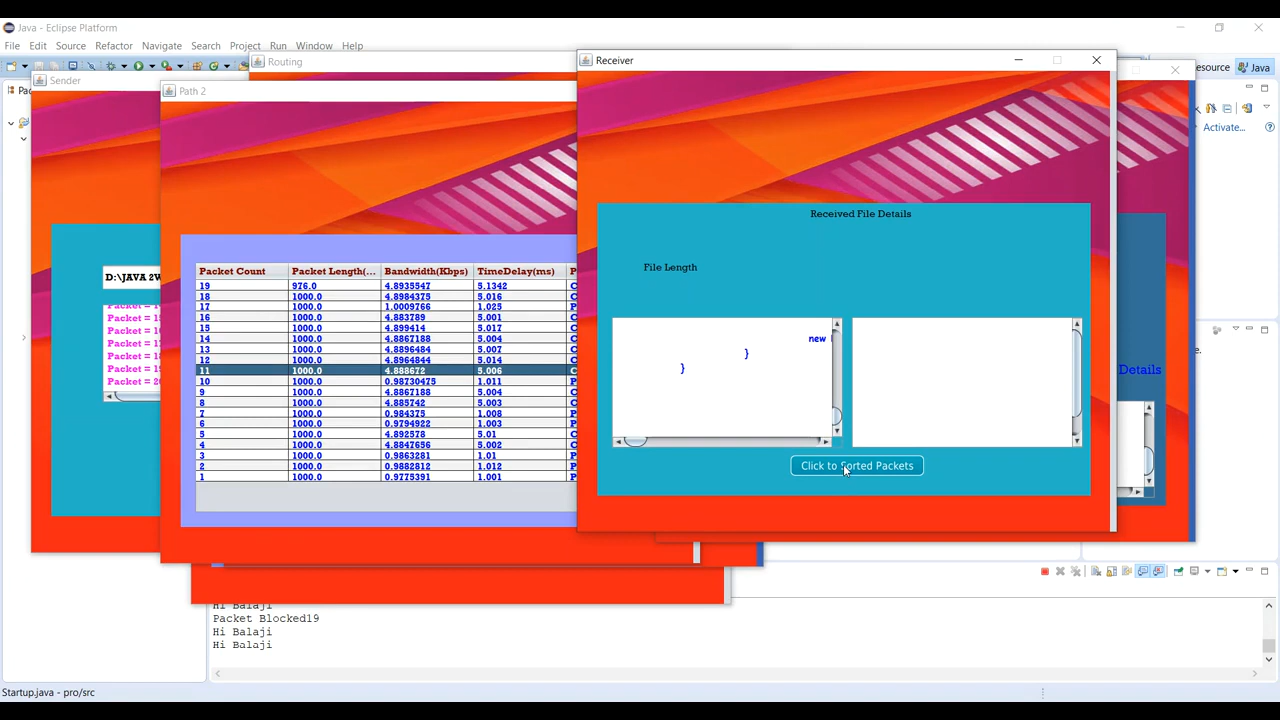 Java - Eclipse Platform
File Edit Source Refactor Navigate Search Project Run Window Help
Routing
Receiver
Sender
Path 2
esource
Java
Activate...
Received File Details
File Length
D:\JAVA 2W
Packet Count Packet Length(... Bandwidth(Kbps) TimeDelay(ms) P
19 976.0 4.8935547 5.1342 C
18 1000.0 4.8984375 5.016 C
17 1000.0 1.0009766 1.025 P
16 1000.0 4.883789 5.001 C
15 1000.0 4.899414 5.017 C
14 1000.0 4.8867188 5.004 C
13 1000.0 4.8896484 5.007 C
12 1000.0 4.8964844 5.014 C
11 1000.0 4.888672 5.006 C
10 1000.0 0.98730475 1.011 P
9 1000.0 4.8867188 5.004 C
8 1000.0 4.885742 5.003 C
7 1000.0 0.984375 1.008 P
6 1000.0 0.9794922 1.003 P
5 1000.0 4.892578 5.01 C
4 1000.0 4.8847656 5.002 C
3 1000.0 0.9863281 1.01 P
2 1000.0 0.9882812 1.012 P
1 1000.0 0.9775391 1.001 P
Packet = 15
Packet = 16
Packet = 17
Packet = 18
Packet = 19
Packet = 20
new
}
}
Click to Sorted Packets
Details
Hi Balaji
Packet Blocked19
Hi Balaji
Hi Balaji
Startup.java - pro/src